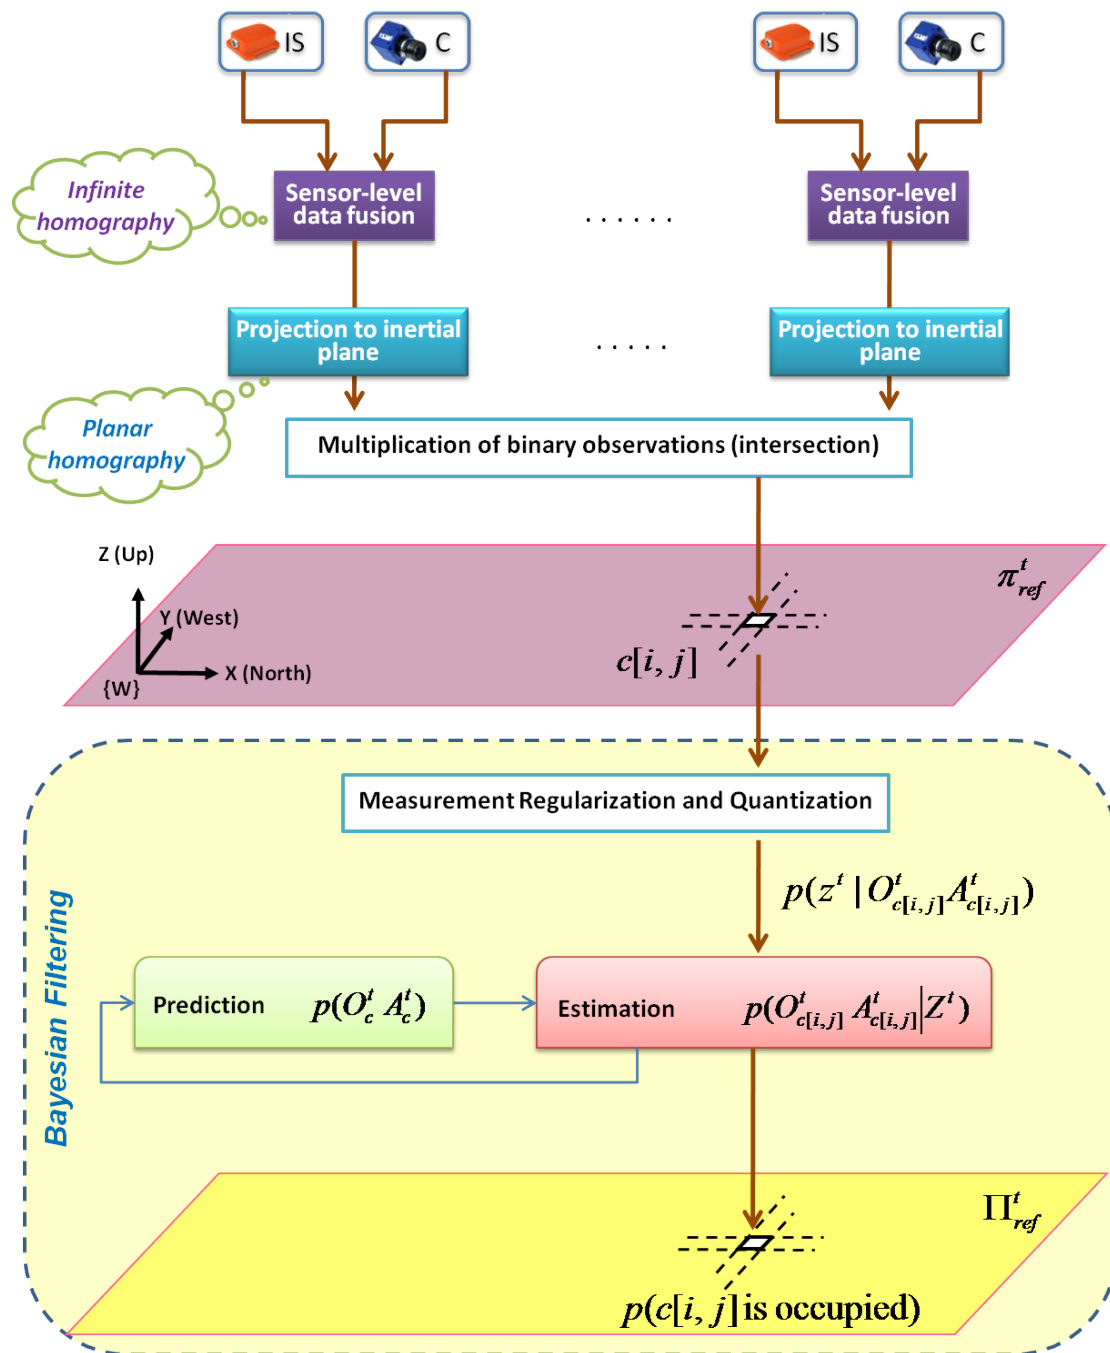 IS
C
IS
C
Infinite
homography
Sensor-level
data fusion
. . . . . .
Sensor-level
data fusion
Projection to inertial
plane
. . . . .
Projection to inertial
plane
Planar
homography
Multiplication of binary observations (intersection)
Z (Up)
Y (West)
X (North)
{W}
π^t_ref
c[i, j]
Measurement Regularization and Quantization
p(z^t | O^t_c[i,j] A^t_c[i,j])
Bayesian Filtering
Prediction p(O^t_c A^t_c)
Estimation p(O^t_c[i,j] A^t_c[i,j] | Z^t)
Π^t_ref
p(c[i, j] is occupied)